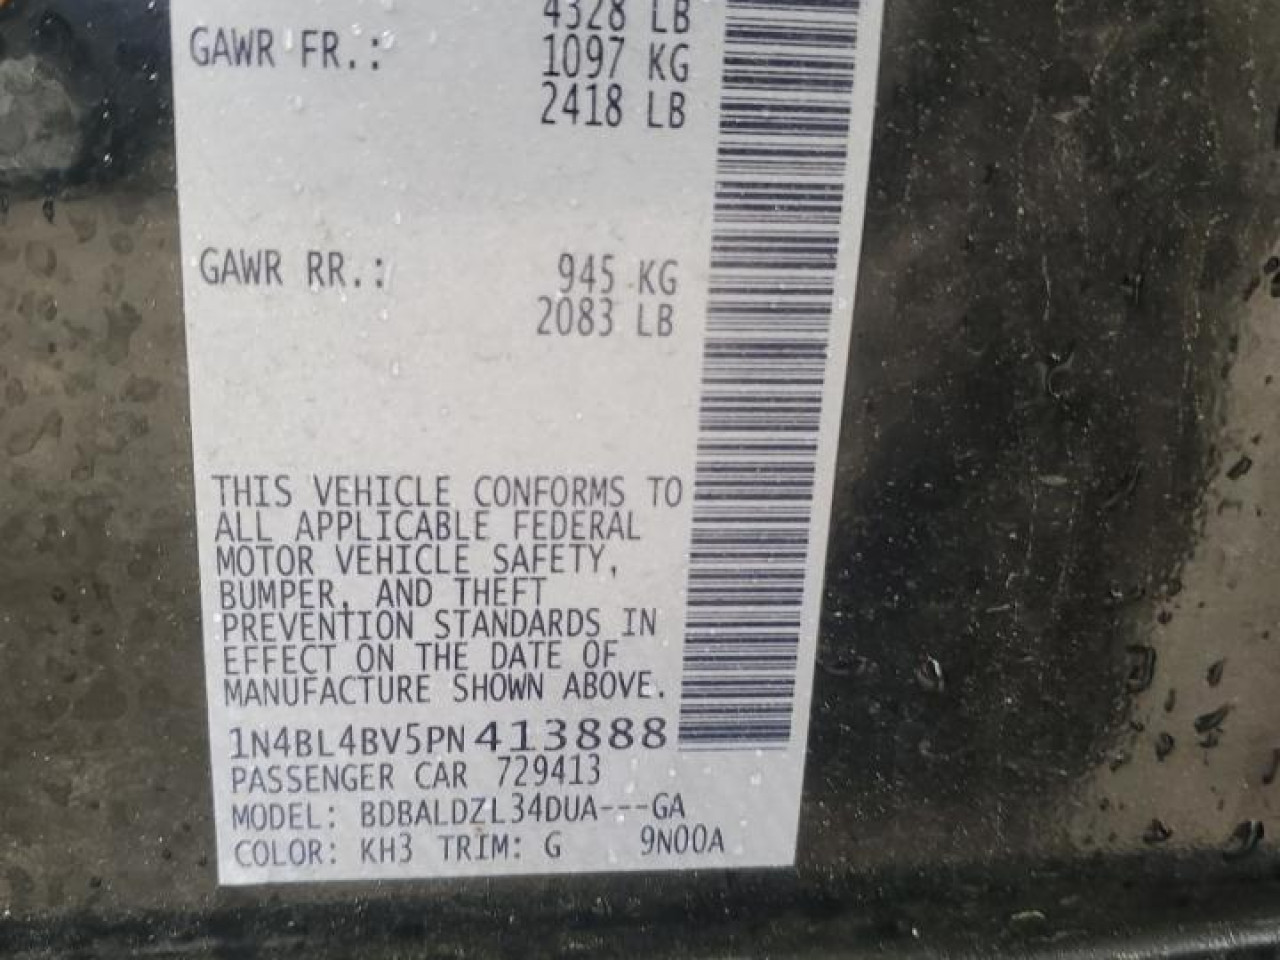 4328 LB
GAWR FR.: 1097 KG
2418 LB
GAWR RR.: 945 KG
2083 LB
THIS VEHICLE CONFORMS TO
ALL APPLICABLE FEDERAL
MOTOR VEHICLE SAFETY,
BUMPER, AND THEFT
PREVENTION STANDARDS IN
EFFECT ON THE DATE OF
MANUFACTURE SHOWN ABOVE.
1N4BL4BV5PN413888
PASSENGER CAR 729413
MODEL: BDBALDZL34DUA---GA
COLOR: KH3 TRIM: G 9N00A